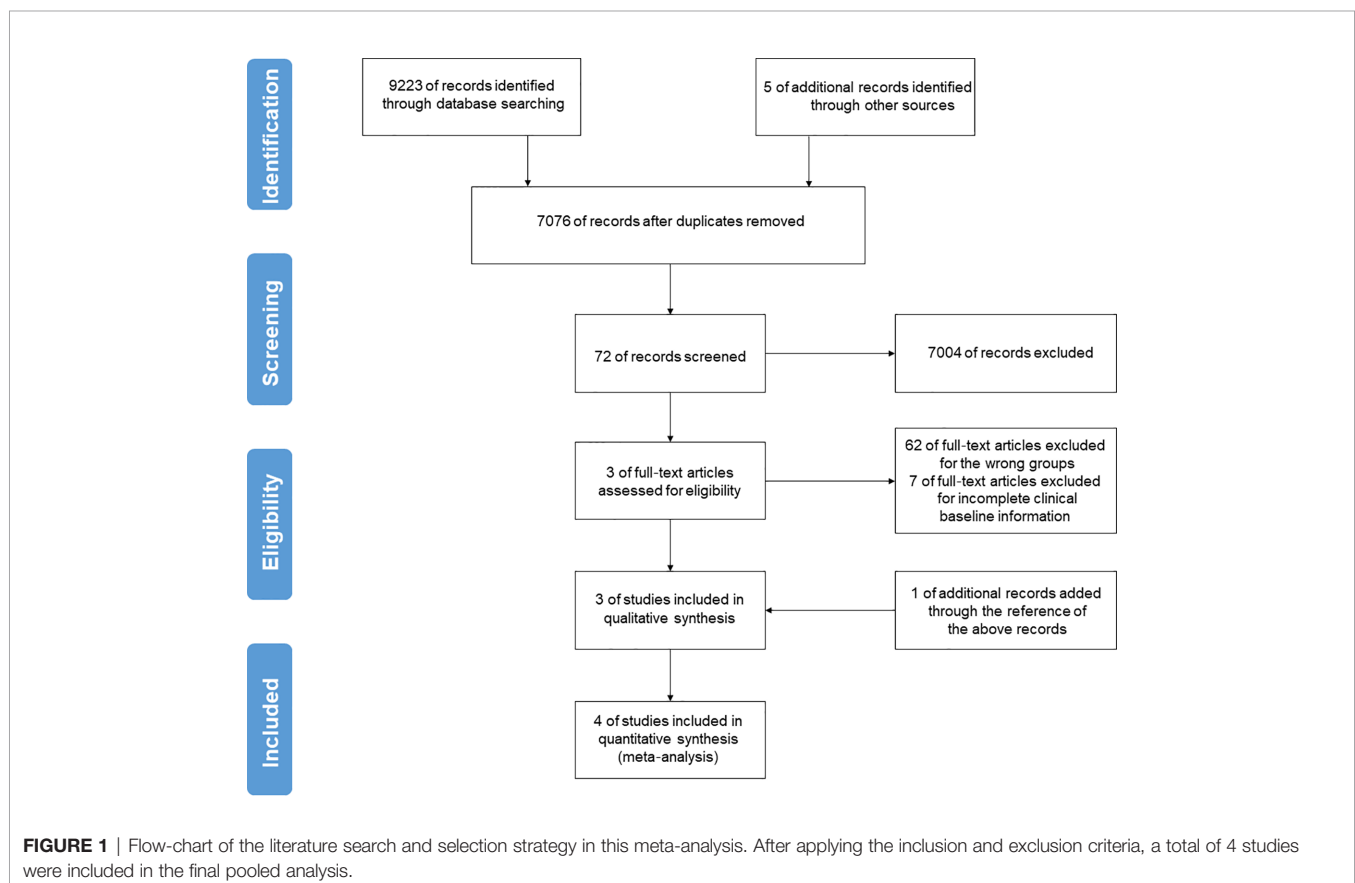 Identification
9223 of records identified
through database searching
5 of additional records identified
through other sources
7076 of records after duplicates removed
Screening
72 of records screened
7004 of records excluded
Eligibility
3 of full-text articles
assessed for eligibility
62 of full-text articles excluded
for the wrong groups
7 of full-text articles excluded
for incomplete clinical
baseline information
3 of studies included in
qualitative synthesis
1 of additional records added
through the reference of
the above records
Included
4 of studies included in
quantitative synthesis
(meta-analysis)
FIGURE 1 | Flow-chart of the literature search and selection strategy in this meta-analysis. After applying the inclusion and exclusion criteria, a total of 4 studies
were included in the final pooled analysis.